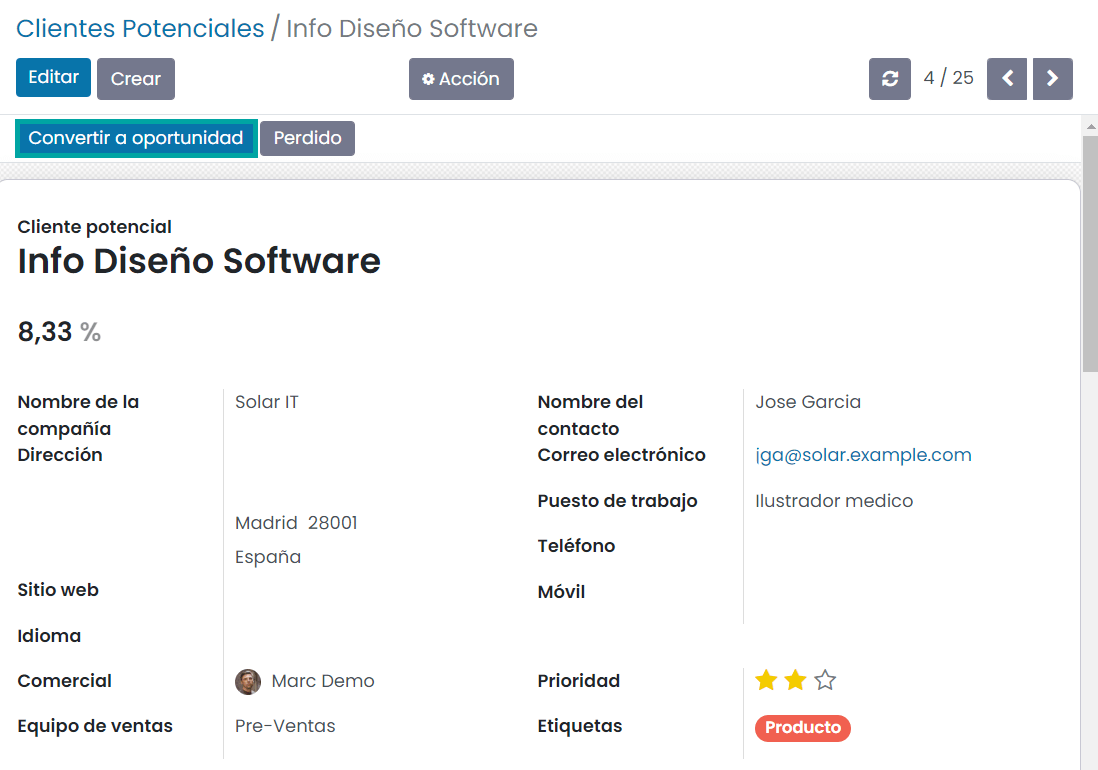 Clientes Potenciales / Info Diseño Software
Editar Crear Acción 4 / 25
Convertir a oportunidad Perdido
Cliente potencial
Info Diseño Software
8,33 %
Nombre de la compañía Solar IT
Dirección
Madrid 28001
España
Sitio web
Idioma
Nombre del contacto Jose Garcia
Correo electrónico jga@solar.example.com
Puesto de trabajo Ilustrador medico
Teléfono
Móvil
Comercial Marc Demo
Equipo de ventas Pre-Ventas
Prioridad
Etiquetas Producto